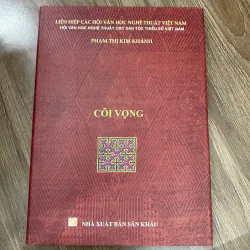 LIÊN HIỆP CÁC HỘI VĂN HỌC NGHỆ THUẬT VIỆT NAM
HỘI VĂN HỌC NGHỆ THUẬT CÁC DÂN TỘC THIỂU SỐ VIỆT NAM
PHẠM THỊ KIM KHÁNH
CÕI VỌNG
NHÀ XUẤT BẢN SÂN KHẤU